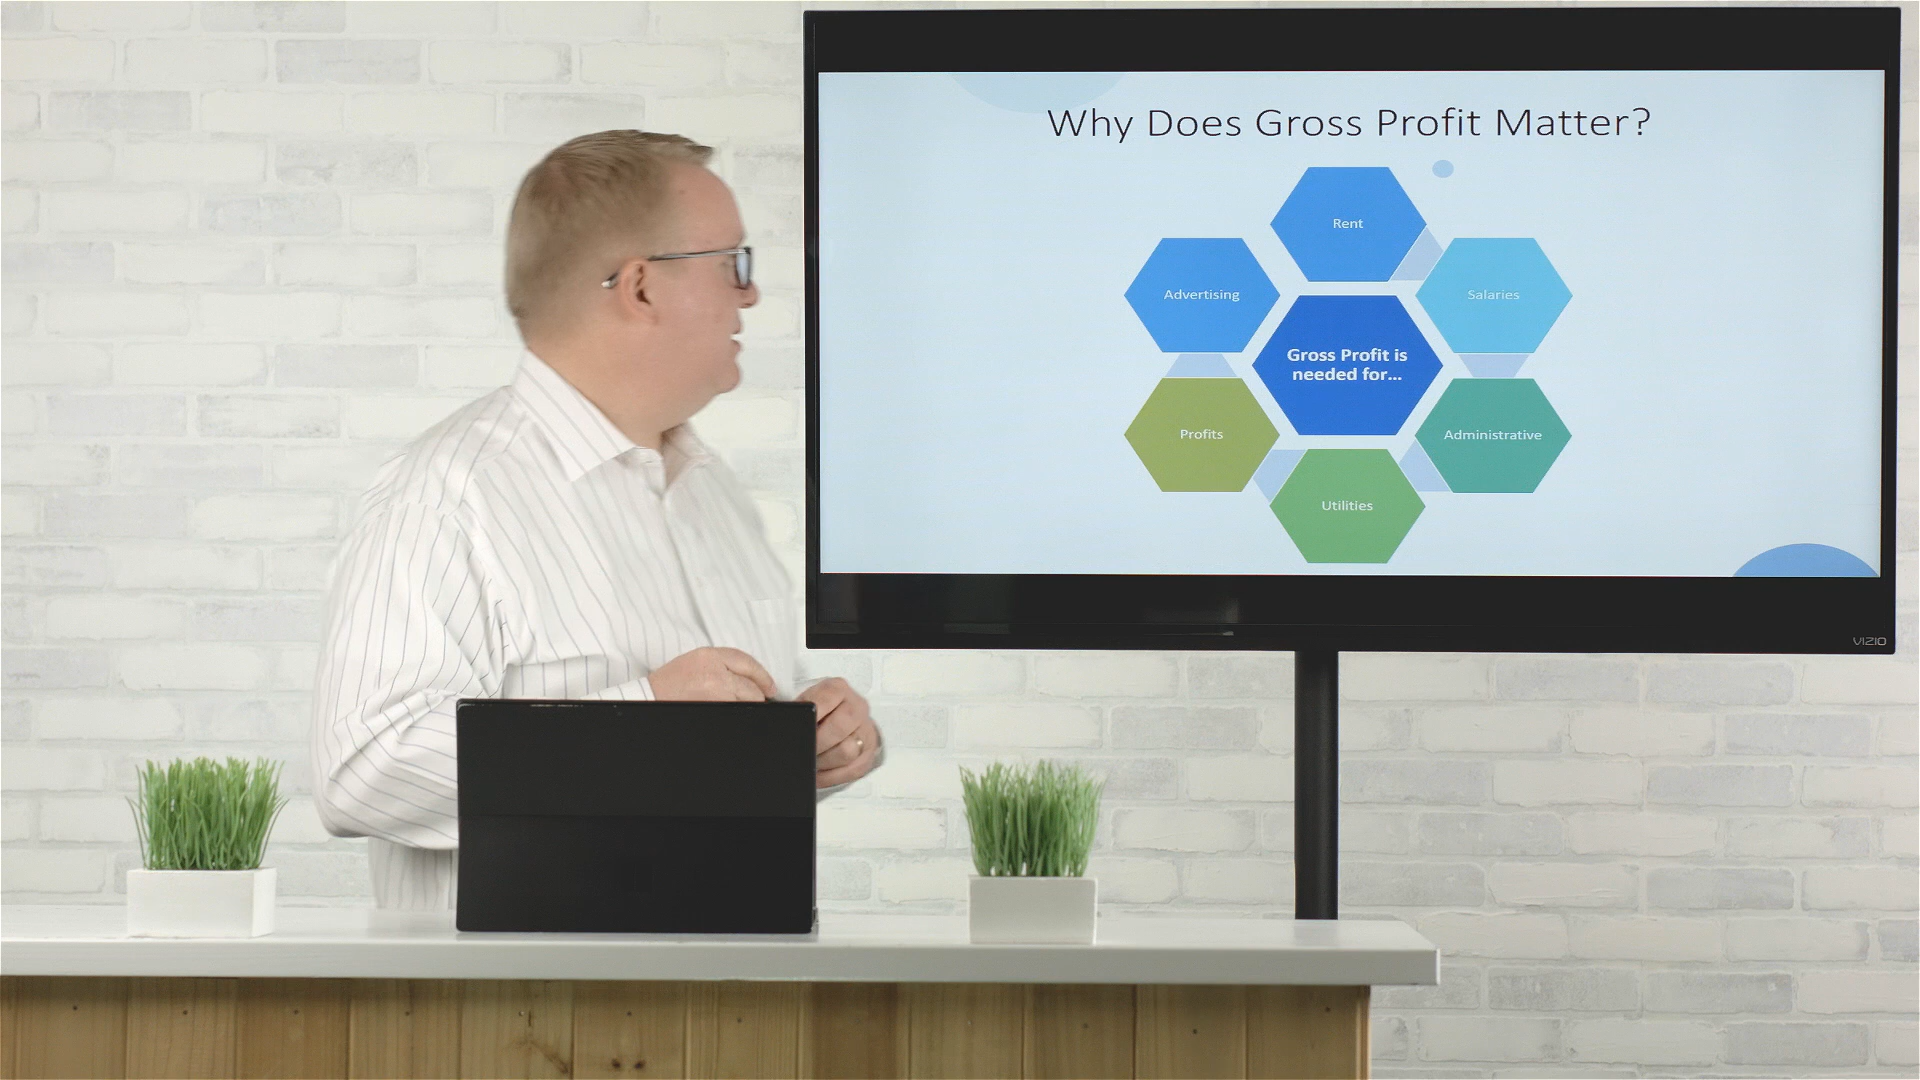 Why Does Gross Profit Matter?
Rent
Advertising
Salaries
Gross Profit is
needed for...
Profits
Administrative
Utilities
VIZIO